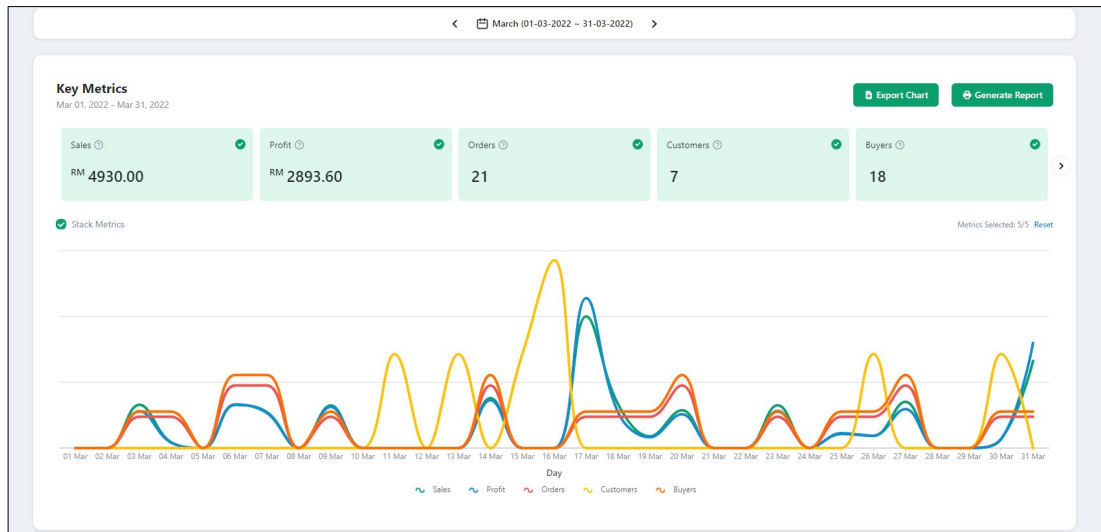 March (01-03-2022 ~ 31-03-2022)
Key Metrics
Mar 01, 2022 - Mar 31, 2022
Export Chart
Generate Report
Sales
RM 4930.00
Profit
RM 2893.60
Orders
21
Customers
7
Buyers
18
Stack Metrics
Metrics Selected: 5/5 Reset
01 Mar 02 Mar 03 Mar 04 Mar 05 Mar 06 Mar 07 Mar 08 Mar 09 Mar 10 Mar 11 Mar 12 Mar 13 Mar 14 Mar 15 Mar 16 Mar 17 Mar 18 Mar 19 Mar 20 Mar 21 Mar 22 Mar 23 Mar 24 Mar 25 Mar 26 Mar 27 Mar 28 Mar 29 Mar 30 Mar 31 Mar
Day
Sales Profit Orders Customers Buyers